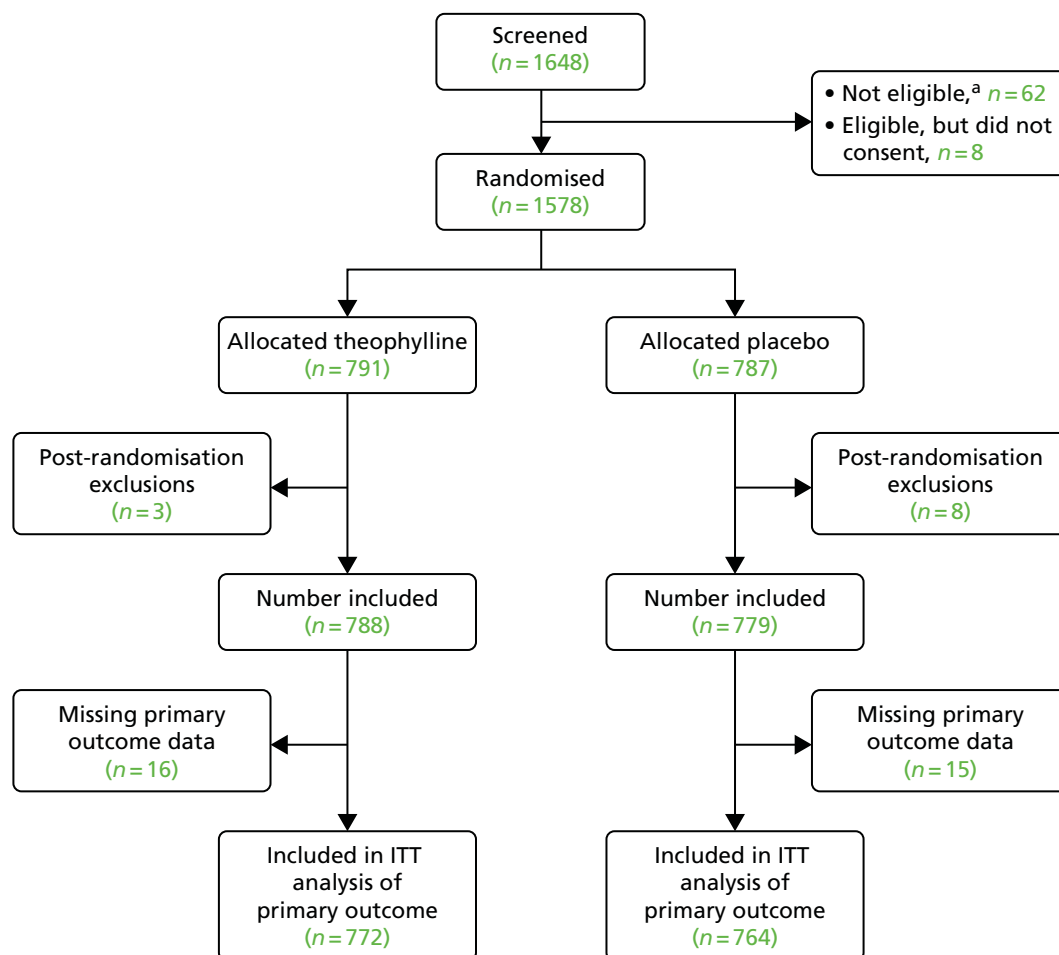 Screened
(n=1648)
• Not eligible,a n=62
• Eligible, but did not
consent, n=8
Randomised
(n=1578)
Allocated theophylline
(n=791)
Allocated placebo
(n=787)
Post-randomisation
exclusions
(n=3)
Post-randomisation
exclusions
(n=8)
Number included
(n=788)
Number included
(n=779)
Missing primary
outcome data
(n=16)
Missing primary
outcome data
(n=15)
Included in ITT
analysis of
primary outcome
(n=772)
Included in ITT
analysis of
primary outcome
(n=764)